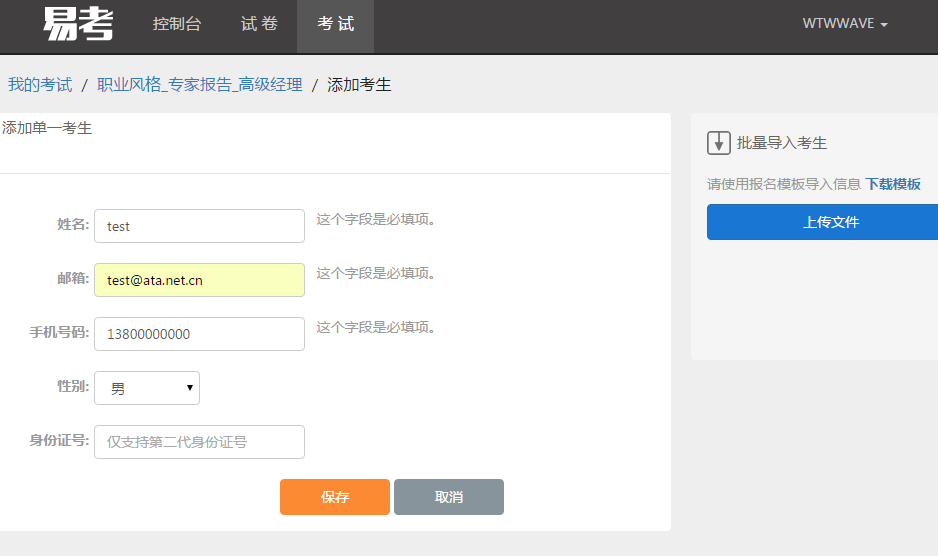 易考 控制台 试 卷 考 试 WTWWAVE
我的考试 / 职业风格_专家报告_高级经理 / 添加考生
添加单一考生
姓名: test 这个字段是必填项。
邮箱: test@ata.net.cn 这个字段是必填项。
手机号码: 13800000000 这个字段是必填项。
性别: 男
身份证号: 仅支持第二代身份证号
保存 取消
批量导入考生
请使用报名模板导入信息 下载模板
上传文件